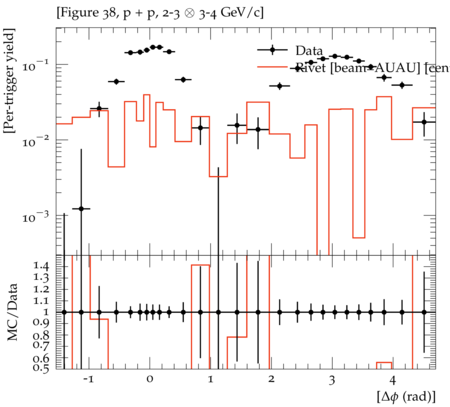 [Figure 38, p + p, 2-3 ⊗ 3-4 GeV/c]
[Per-trigger yield]
10⁻¹
10⁻²
10⁻³
Data
Rivet [beam=AUAU] [cen
MC/Data
1.4
1.3
1.2
1.1
1
0.9
0.8
0.7
0.6
0.5
-1 0 1 2 3 4
[Δϕ (rad)]